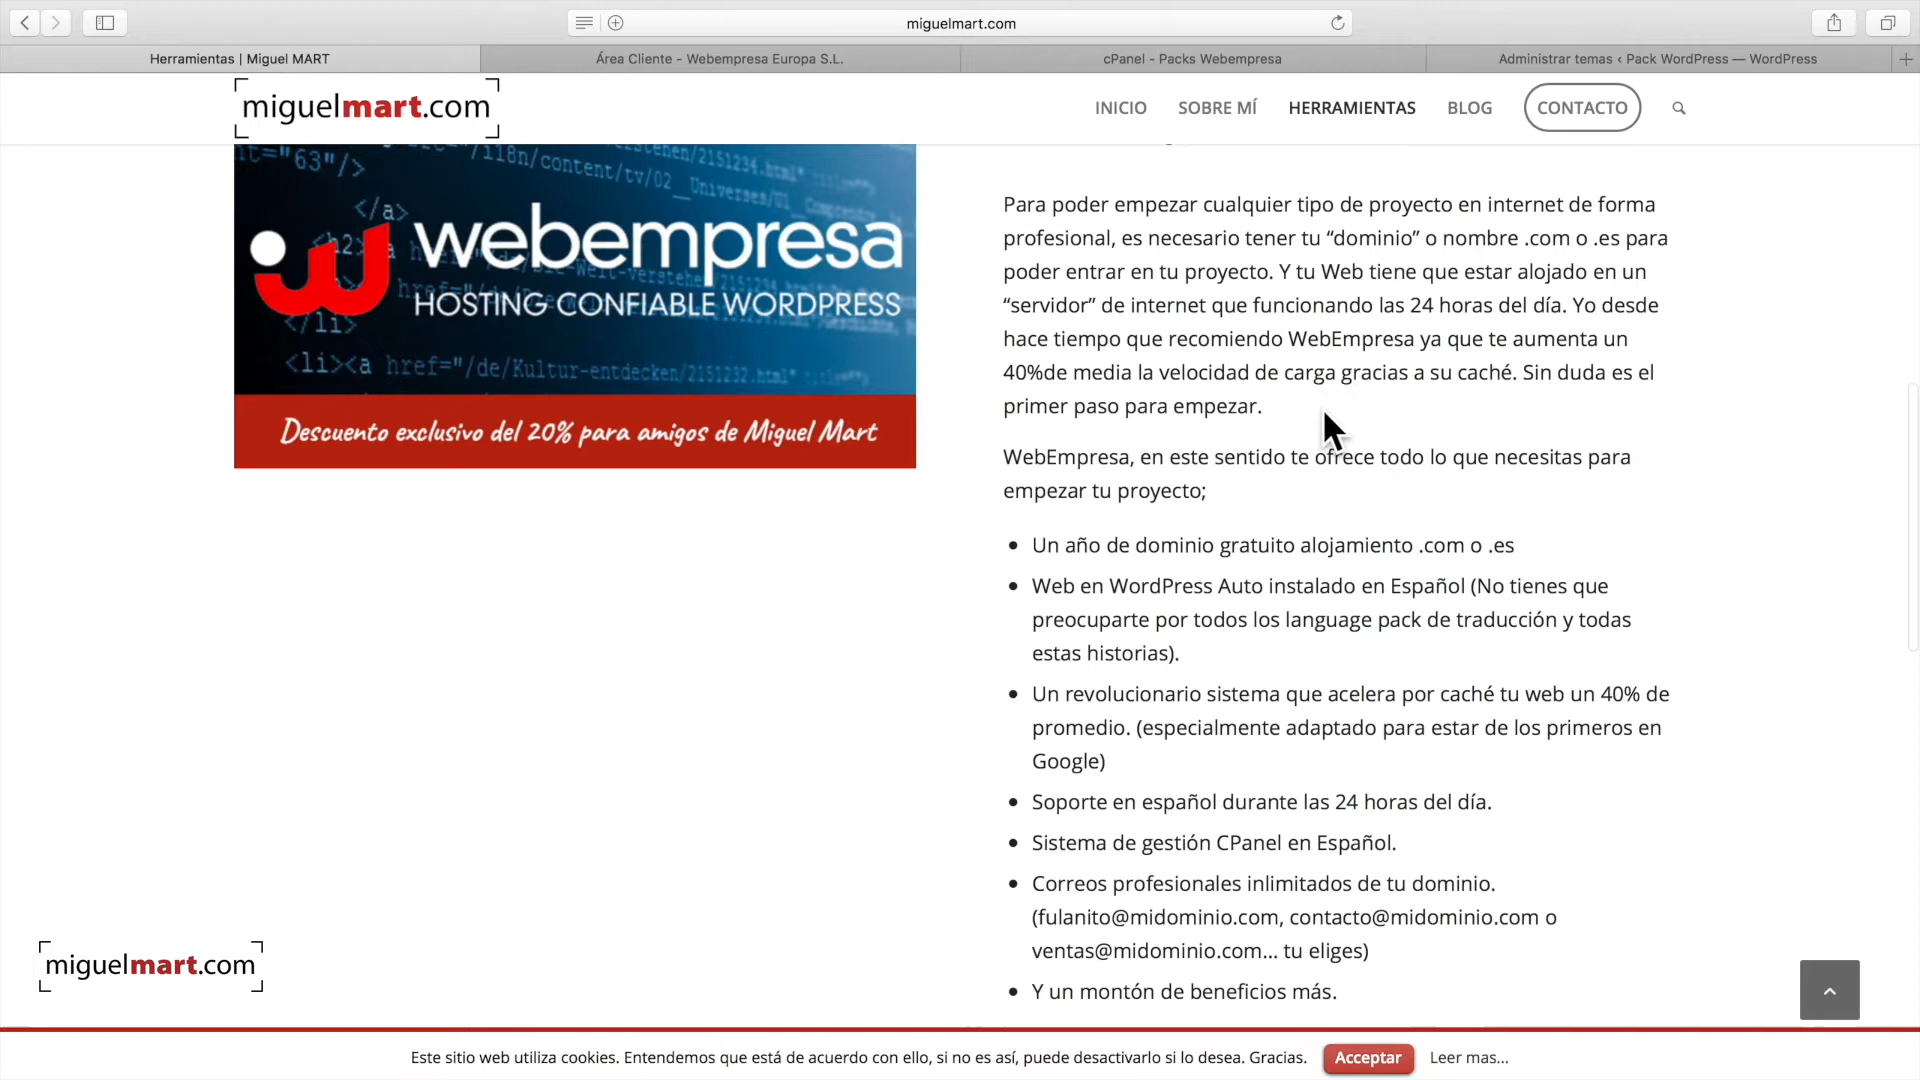 miguelmart.com
Herramientas | Miguel MART
Área Cliente - Webempresa Europa S.L.
cPanel - Packs Webempresa
Administrar temas ‹ Pack WordPress — WordPress
miguelmart.com
INICIO
SOBRE MÍ
HERRAMIENTAS
BLOG
CONTACTO
webempresa
HOSTING CONFIABLE WORDPRESS
Descuento exclusivo del 20% para amigos de Miguel Mart
Para poder empezar cualquier tipo de proyecto en internet de forma
profesional, es necesario tener tu “dominio” o nombre .com o .es para
poder entrar en tu proyecto. Y tu Web tiene que estar alojado en un
“servidor” de internet que funcionando las 24 horas del día. Yo desde
hace tiempo que recomiendo WebEmpresa ya que te aumenta un
40%de media la velocidad de carga gracias a su caché. Sin duda es el
primer paso para empezar.
WebEmpresa, en este sentido te ofrece todo lo que necesitas para
empezar tu proyecto;
Un año de dominio gratuito alojamiento .com o .es
Web en WordPress Auto instalado en Español (No tienes que
preocuparte por todos los language pack de traducción y todas
estas historias).
Un revolucionario sistema que acelera por caché tu web un 40% de
promedio. (especialmente adaptado para estar de los primeros en
Google)
Soporte en español durante las 24 horas del día.
Sistema de gestión CPanel en Español.
Correos profesionales inlimitados de tu dominio.
(fulanito@midominio.com, contacto@midominio.com o
ventas@midominio.com... tu eliges)
Y un montón de beneficios más.
miguelmart.com
Este sitio web utiliza cookies. Entendemos que está de acuerdo con ello, si no es así, puede desactivarlo si lo desea. Gracias.
Acceptar
Leer mas...